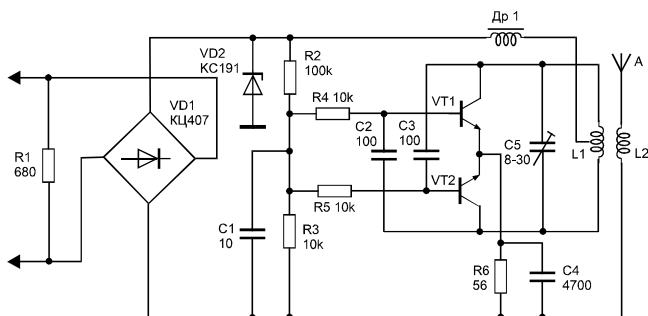 Др 1
VD2
КС191
R2
100k
A
VD1
КЦ407
R4 10k
VT1
C2
100
C3
100
C5
8-30
R1
680
L1
L2
VT2
R5 10k
C1
10
R3
10k
R6
56
C4
4700